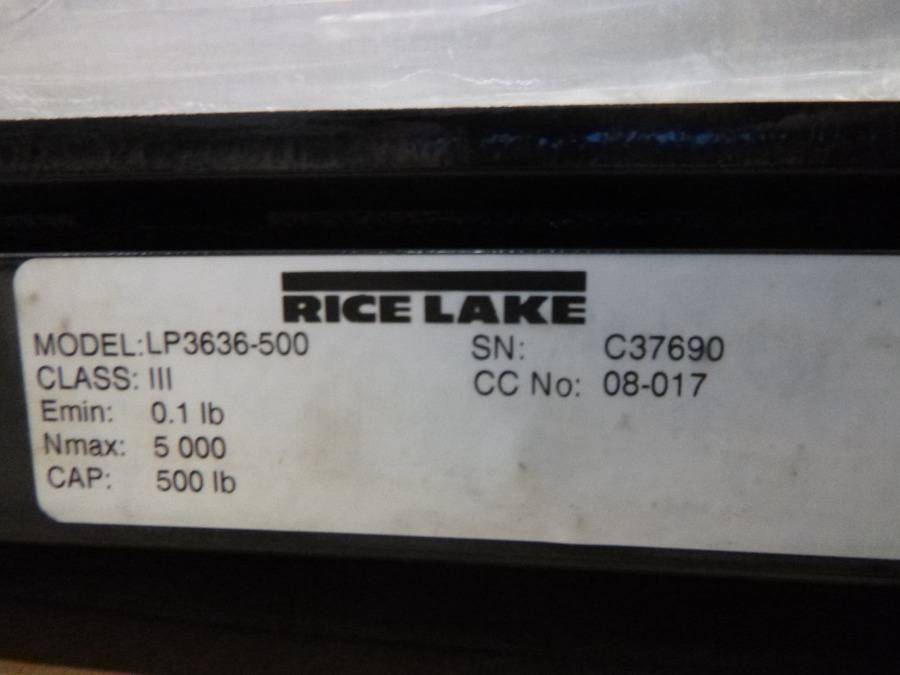 RICE LAKE
MODEL: LP3636-500
SN: C37690
CLASS: III
CC No: 08-017
Emin: 0.1 lb
Nmax: 5 000
CAP: 500 lb